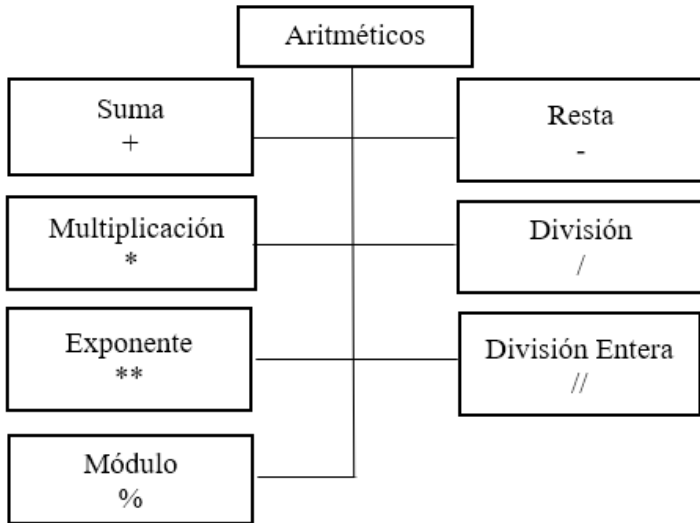 Aritméticos
Suma
+
Resta
-
Multiplicación
*
División
/
Exponente
**
División Entera
//
Módulo
%